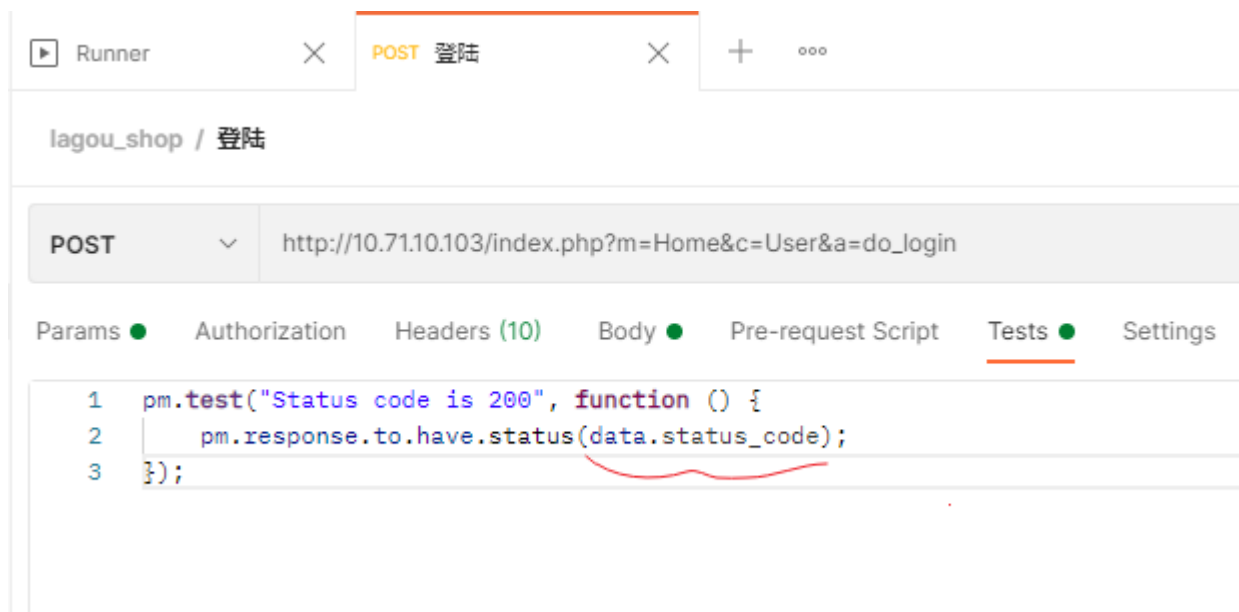 Runner
POST 登陆
lagou_shop / 登陆
POST http://10.71.10.103/index.php?m=Home&c=User&a=do_login
Params Authorization Headers (10) Body Pre-request Script Tests Settings
1 pm.test("Status code is 200", function () {
2 pm.response.to.have.status(data.status_code);
3 });